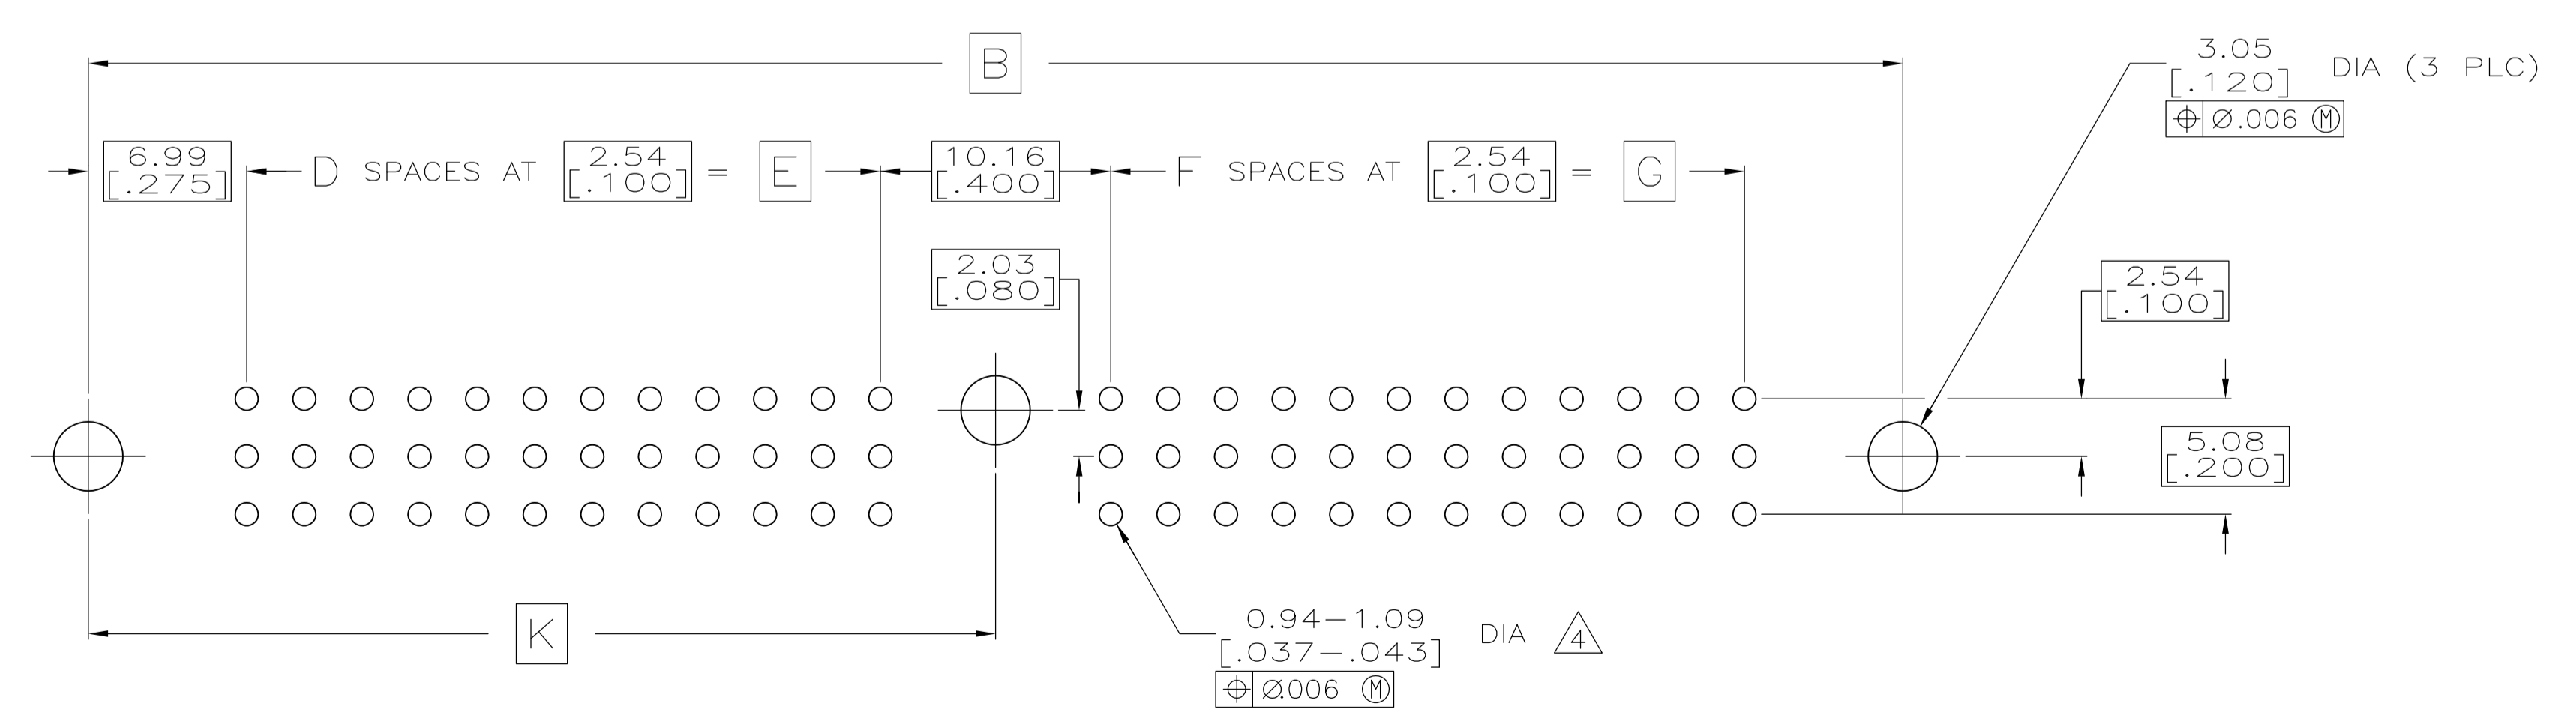 B
3.05
[.120] DIA (3 PLC)
⌖ Ø.006 Ⓜ
6.99
[.275]
D SPACES AT 2.54 [.100] = E
10.16
[.400]
F SPACES AT 2.54 [.100] = G
2.03
[.080]
2.54
[.100]
5.08
[.200]
K
0.94-1.09
[.037-.043] DIA 4
⌖ Ø.006 Ⓜ